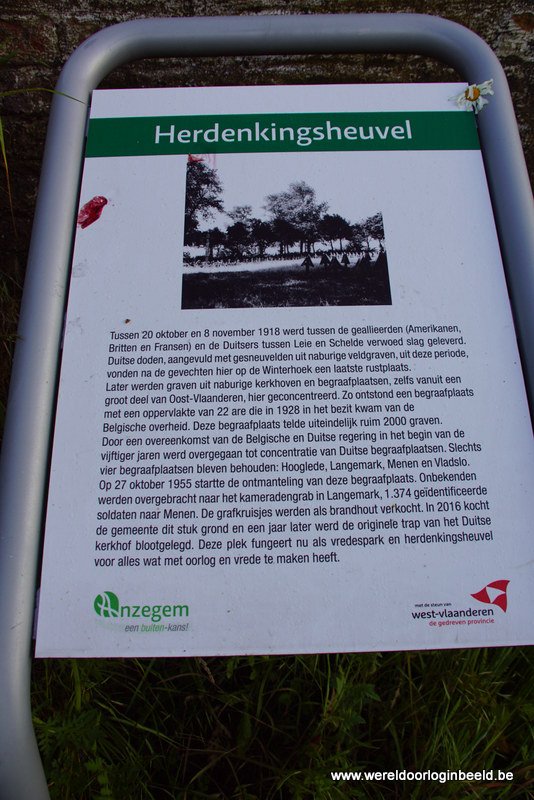 Herdenkingsheuvel
Tussen 20 oktober en 8 november 1918 werd tussen de geallieerden (Amerikanen,
Britten en Fransen) en de Duitsers tussen Leie en Schelde verwoed slag geleverd.
Duitse doden, aangevuld met gesneuvelden uit naburige veldgraven, uit deze periode,
vonden na de gevechten hier op de Winterhoek een laatste rustplaats.
Later werden graven uit naburige kerkhoven en begraafplaatsen, zelfs vanuit een
groot deel van Oost-Vlaanderen, hier geconcentreerd. Zo ontstond een begraafplaats
met een oppervlakte van 22 are die in 1928 in het bezit kwam van de
Belgische overheid. Deze begraafplaats telde uiteindelijk ruim 2000 graven.
Door een overeenkomst van de Belgische en Duitse regering in het begin van de
vijftiger jaren werd overgegaan tot concentratie van Duitse begraafplaatsen. Slechts
vier begraafplaatsen bleven behouden: Hooglede, Langemark, Menen en Vladslo.
Op 27 oktober 1955 startte de ontmanteling van deze begraafplaats. Onbekenden
werden overgebracht naar het kameradengrab in Langemark, 1.374 geïdentificeerde
soldaten naar Menen. De grafkruisjes werden als brandhout verkocht. In 2016 kocht
de gemeente dit stuk grond en een jaar later werd de originele trap van het Duitse
kerkhof blootgelegd. Deze plek fungeert nu als vredespark en herdenkingsheuvel
voor alles wat met oorlog en vrede te maken heeft.
Anzegem
een buiten-kans!
met de steun van
west-vlaanderen
de gedreven provincie
www.wereldoorloginbeeld.be